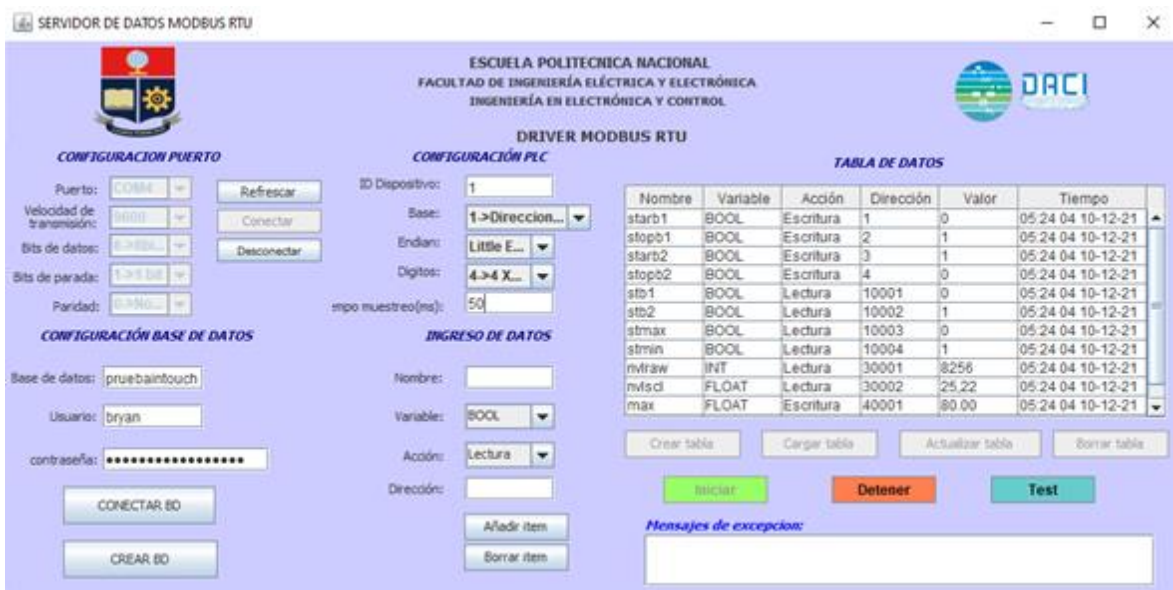 SERVIDOR DE DATOS MODBUS RTU
ESCUELA POLITECNICA NACIONAL
FACULTAD DE INGENIERÍA ELÉCTRICA Y ELECTRÓNICA
INGENIERÍA EN ELECTRÓNICA Y CONTROL
DACI
DRIVER MODBUS RTU
CONFIGURACION PUERTO
Puerto: COM4
Refrescar
Velocidad de transmisión: 9600
Conectar
Bits de datos:
Desconectar
Bits de parada: 1->1 bit
Paridad:
CONFIGURACIÓN BASE DE DATOS
Base de datos: pruebaintouch
Usuario: bryan
contraseña: ●●●●●●●●●●●●●●●●●
CONECTAR BD
CREAR BD
CONFIGURACIÓN PLC
ID Dispositivo: 1
Base: 1->Direccion...
Endian: Little E...
Digitos: 4->4 X...
mpo muestreo(ms): 50
INGRESO DE DATOS
Nombre:
Variable: BOOL
Acción: Lectura
Dirección:
Añadir item
Borrar item
TABLA DE DATOS
Nombre Variable Acción Dirección Valor Tiempo
starb1 BOOL Escritura 1 0 05:24 04 10-12-21
stopb1 BOOL Escritura 2 1 05:24 04 10-12-21
starb2 BOOL Escritura 3 1 05:24 04 10-12-21
stopb2 BOOL Escritura 4 0 05:24 04 10-12-21
stb1 BOOL Lectura 10001 0 05:24 04 10-12-21
stb2 BOOL Lectura 10002 1 05:24 04 10-12-21
stmax BOOL Lectura 10003 0 05:24 04 10-12-21
stmin BOOL Lectura 10004 1 05:24 04 10-12-21
nvlraw INT Lectura 30001 8256 05:24 04 10-12-21
nvlscl FLOAT Lectura 30002 25,22 05:24 04 10-12-21
max FLOAT Escritura 40001 80.00 05:24 04 10-12-21
Crear tabla Cargar tabla Actualizar tabla Borrar tabla
Iniciar Detener Test
Mensajes de excepcion: